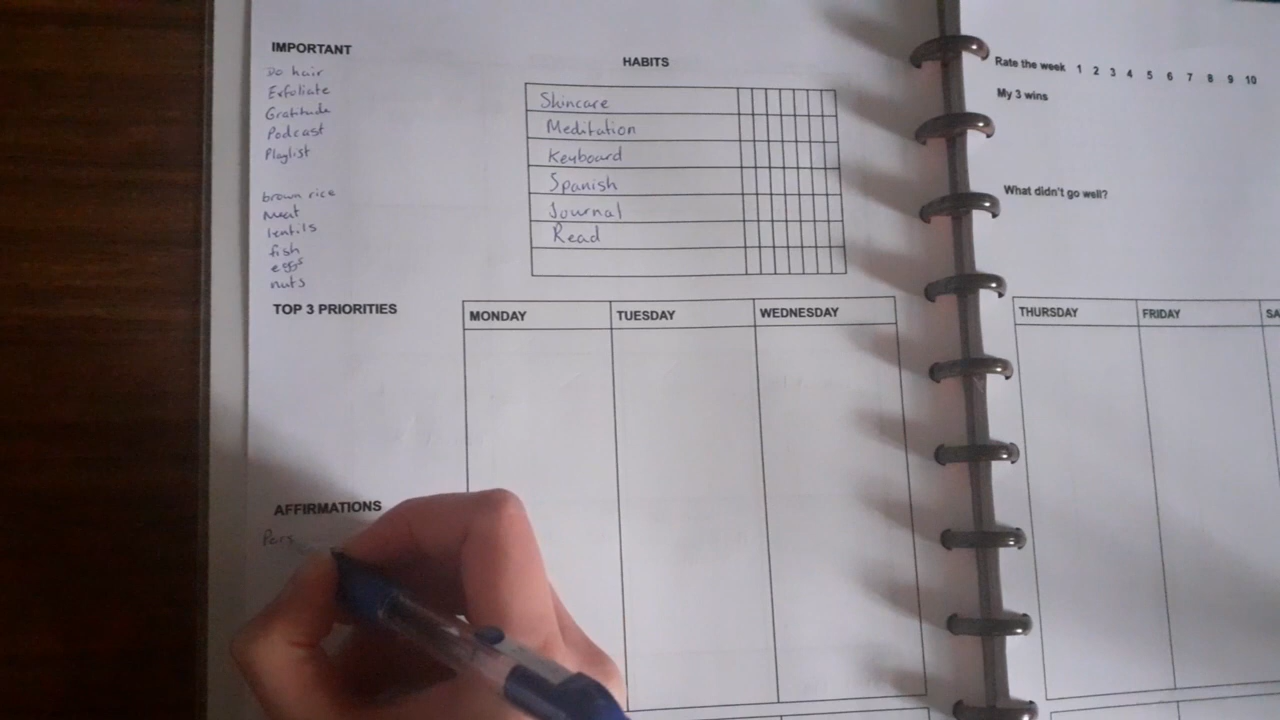 IMPORTANT
Do hair
Exfoliate
Gratitude
Podcast
Playlist
brown rice
meat
lentils
fish
eggs
nuts
HABITS
Skincare
Meditation
Keyboard
Spanish
Journal
Read
TOP 3 PRIORITIES
MONDAY
TUESDAY
WEDNESDAY
AFFIRMATIONS
Pers
Rate the week 1 2 3 4 5 6 7 8 9 10
My 3 wins
What didn't go well?
THURSDAY
FRIDAY
SA